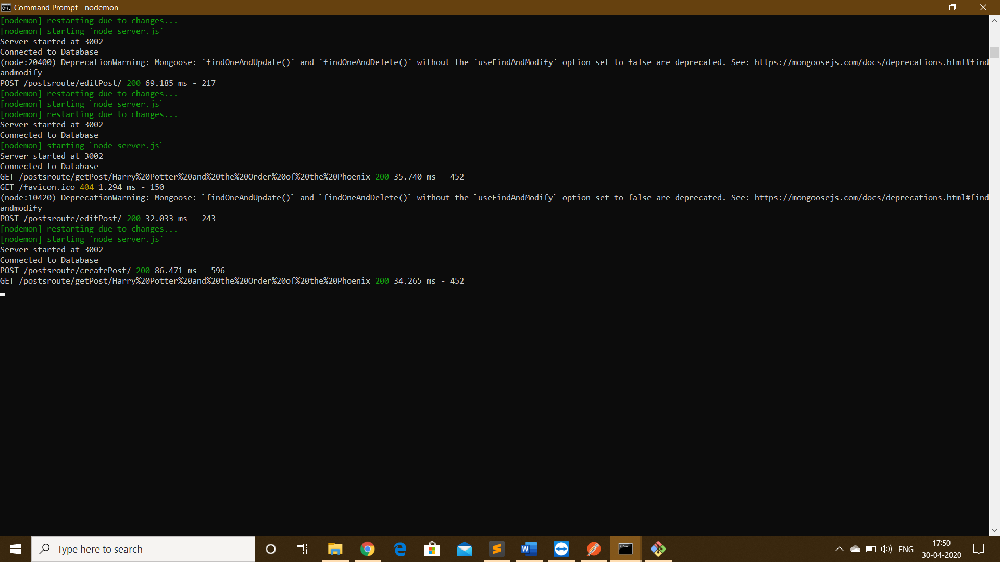 Command Prompt - nodemon
[nodemon] restarting due to changes...
[nodemon] starting `node server.js`
Server started at 3002
Connected to Database
(node:20400) DeprecationWarning: Mongoose: `findOneAndUpdate()` and `findOneAndDelete()` without the `useFindAndModify` option set to false are deprecated. See: https://mongoosejs.com/docs/deprecations.html#find
andmodify
POST /postsroute/editPost/ 200 69.185 ms - 217
[nodemon] restarting due to changes...
[nodemon] starting `node server.js`
[nodemon] restarting due to changes...
Server started at 3002
Connected to Database
[nodemon] starting `node server.js`
Server started at 3002
Connected to Database
GET /postsroute/getPost/Harry%20Potter%20and%20the%20Order%20of%20the%20Phoenix 200 35.740 ms - 452
GET /favicon.ico 404 1.294 ms - 150
(node:10420) DeprecationWarning: Mongoose: `findOneAndUpdate()` and `findOneAndDelete()` without the `useFindAndModify` option set to false are deprecated. See: https://mongoosejs.com/docs/deprecations.html#find
andmodify
POST /postsroute/editPost/ 200 32.033 ms - 243
[nodemon] restarting due to changes...
[nodemon] starting `node server.js`
Server started at 3002
Connected to Database
POST /postsroute/createPost/ 200 86.471 ms - 596
GET /postsroute/getPost/Harry%20Potter%20and%20the%20Order%20of%20the%20Phoenix 200 34.265 ms - 452
Type here to search
ENG
17:50
30-04-2020